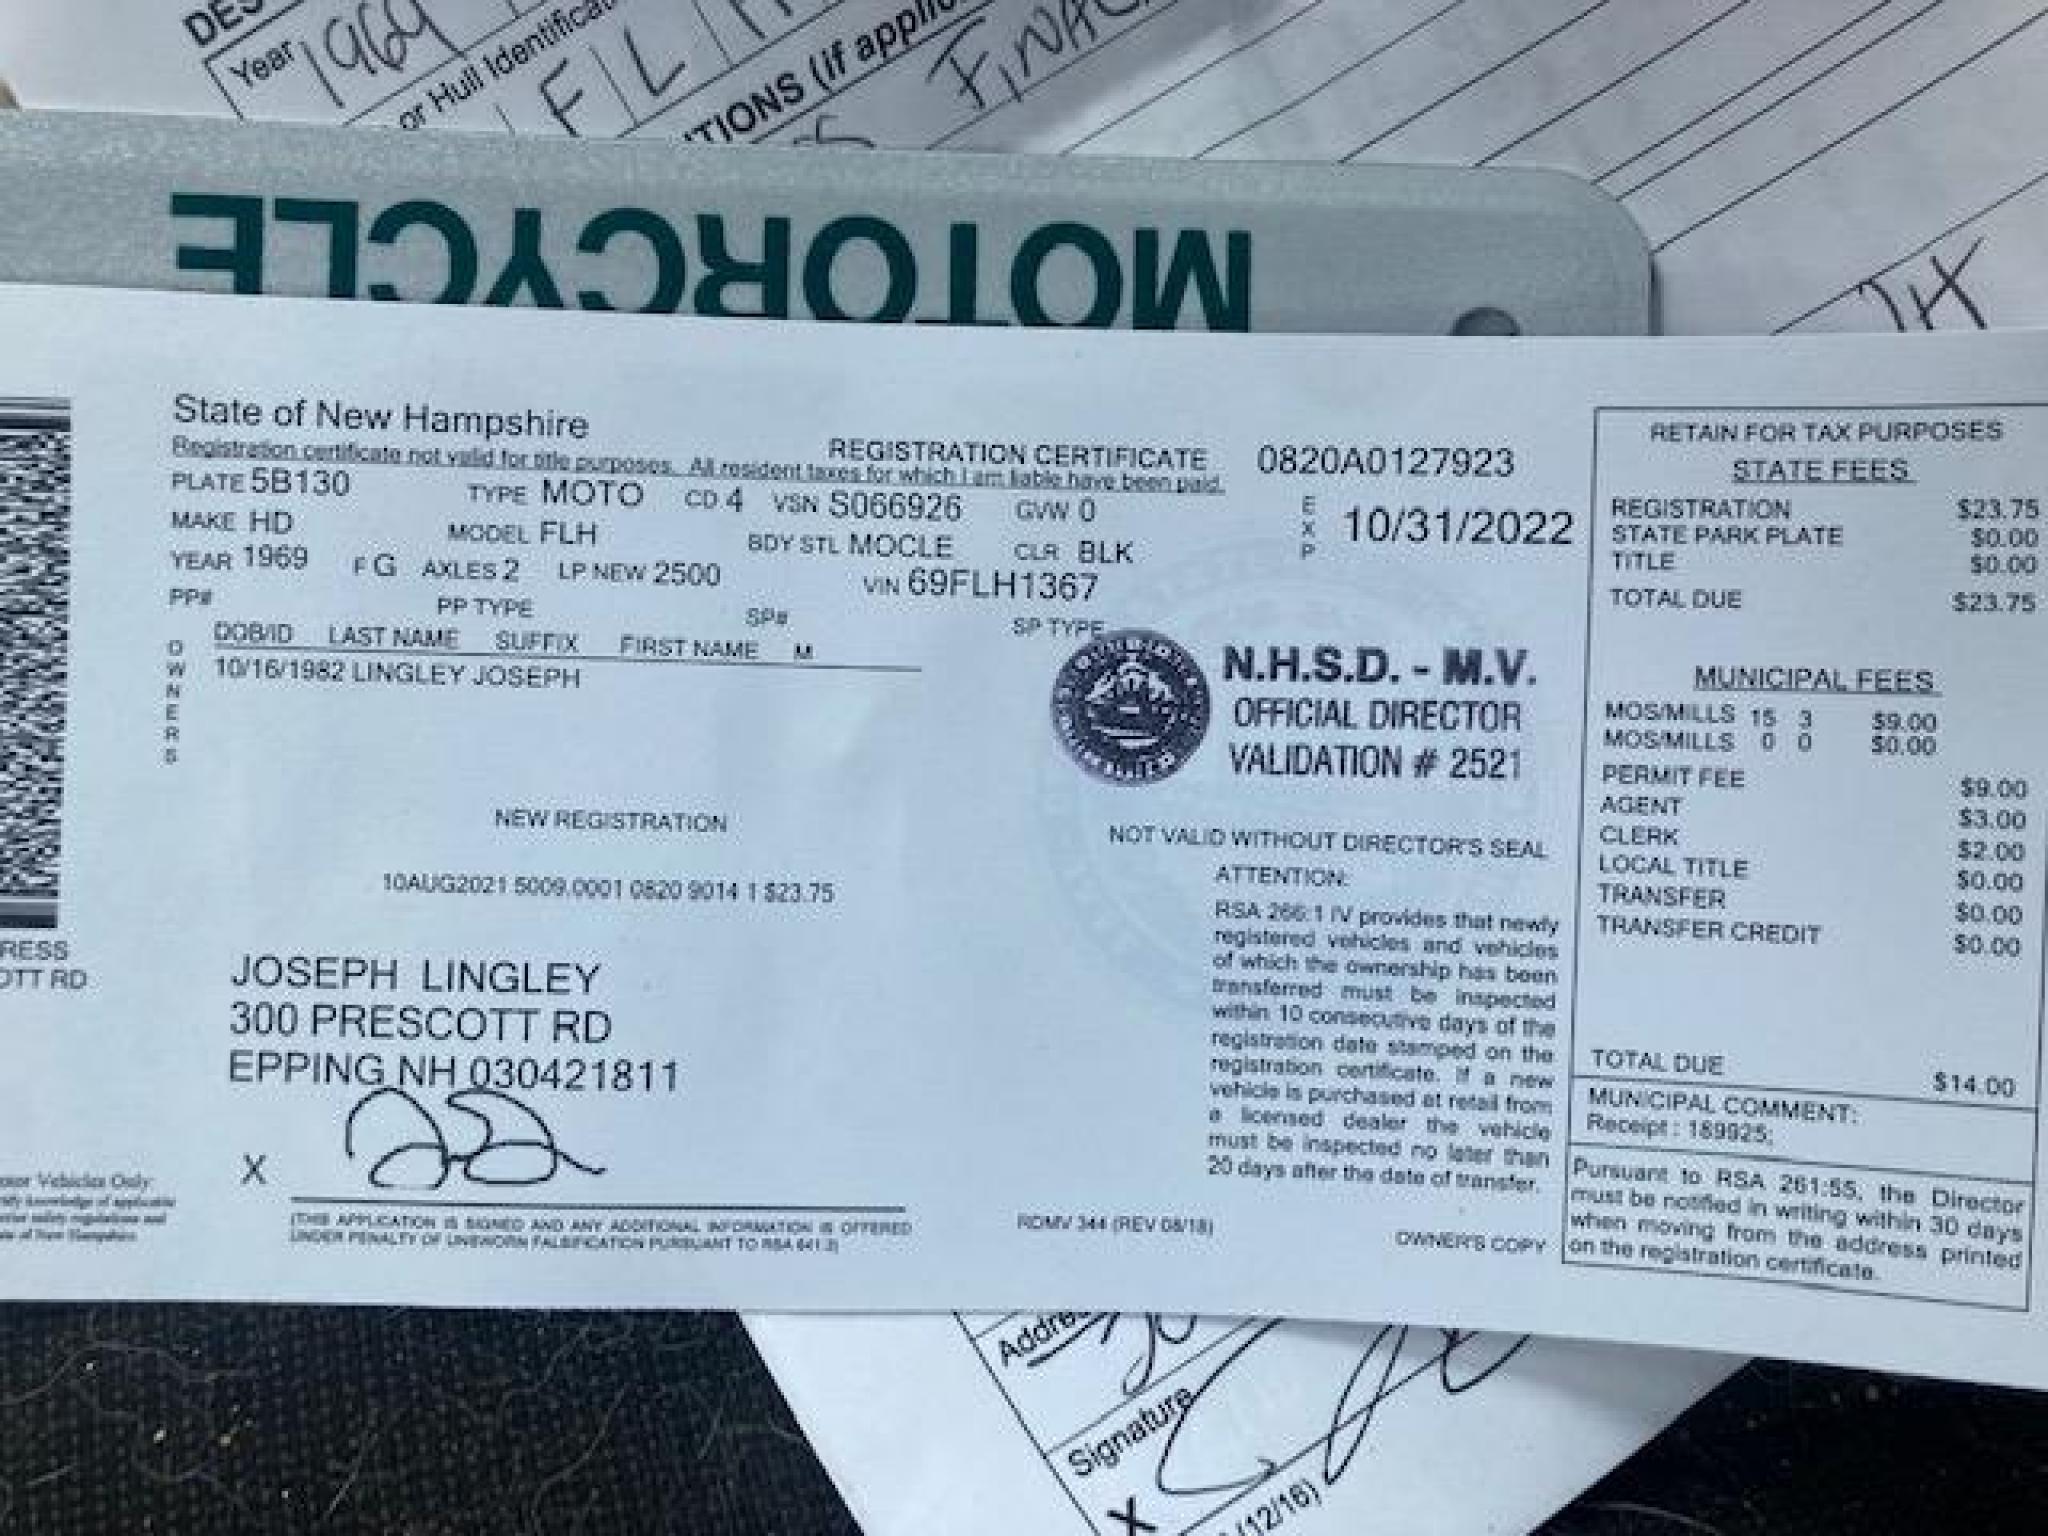 DES
Year 1969
or Hull Identificat
F L H
TIONS (if applic
FINAC
TH
MOTORCYCLE
State of New Hampshire
REGISTRATION CERTIFICATE 0820A0127923
Registration certificate not valid for title purposes. All resident taxes for which I am liable have been paid.
PLATE 5B130 TYPE MOTO CD 4 VSN S066926 GVW 0
EXP 10/31/2022
MAKE HD MODEL FLH BDY STL MOCLE CLR BLK
YEAR 1969 F G AXLES 2 LP NEW 2500 VIN 69FLH1367
PP# PP TYPE SP# SP TYPE
OWNERS
DOB/ID LAST NAME SUFFIX FIRST NAME M
10/16/1982 LINGLEY JOSEPH
N.H.S.D. - M.V.
OFFICIAL DIRECTOR
VALIDATION # 2521
NEW REGISTRATION
NOT VALID WITHOUT DIRECTOR'S SEAL
10AUG2021 5009.0001 0820 9014 1 $23.75
RESS
OTT RD
JOSEPH LINGLEY
300 PRESCOTT RD
EPPING NH 030421811
X
(THIS APPLICATION IS SIGNED AND ANY ADDITIONAL INFORMATION IS OFFERED
UNDER PENALTY OF UNSWORN FALSIFICATION PURSUANT TO RSA 641:3)
otor Vehicles Only
knowledge of applicable
safety regulations and
of New Hampshire
ATTENTION:
RSA 266:1 IV provides that newly
registered vehicles and vehicles
of which the ownership has been
transferred must be inspected
within 10 consecutive days of the
registration date stamped on the
registration certificate. If a new
vehicle is purchased at retail from
a licensed dealer the vehicle
must be inspected no later than
20 days after the date of transfer.
RDMV 344 (REV 08/18)
OWNER'S COPY
RETAIN FOR TAX PURPOSES
STATE FEES
REGISTRATION $23.75
STATE PARK PLATE $0.00
TITLE $0.00
TOTAL DUE $23.75
MUNICIPAL FEES
MOS/MILLS 15 3 $9.00
MOS/MILLS 0 0 $0.00
PERMIT FEE $9.00
AGENT $3.00
CLERK $2.00
LOCAL TITLE $0.00
TRANSFER $0.00
TRANSFER CREDIT $0.00
TOTAL DUE $14.00
MUNICIPAL COMMENT:
Receipt : 189925;
Pursuant to RSA 261:55, the Director
must be notified in writing within 30 days
when moving from the address printed
on the registration certificate.
Addre
Signature
X
(12/16)